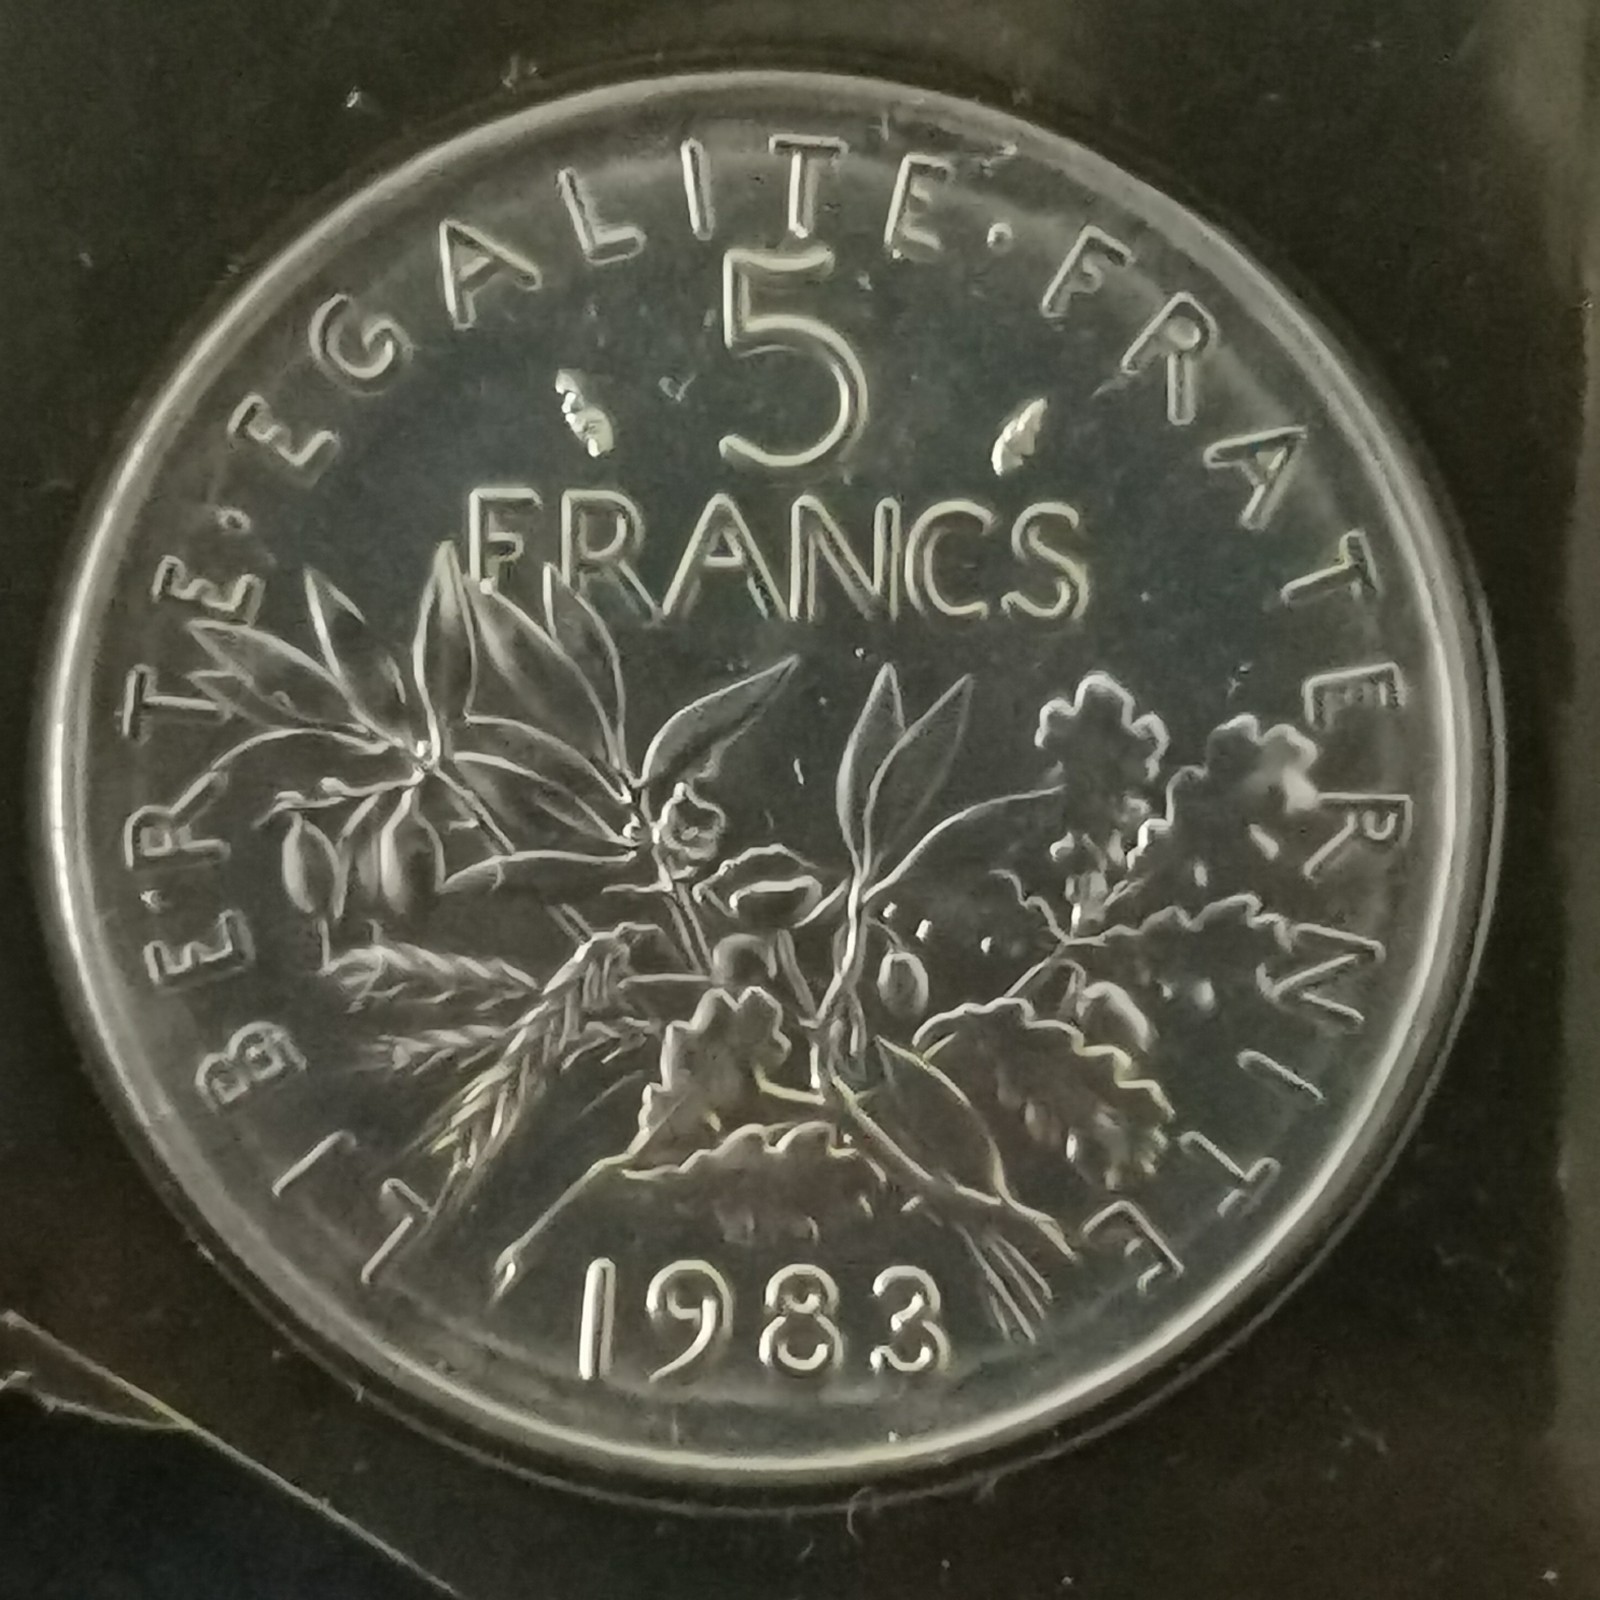 LIBERTE·EGALITE·FRATERNITE
5
FRANCS
1983